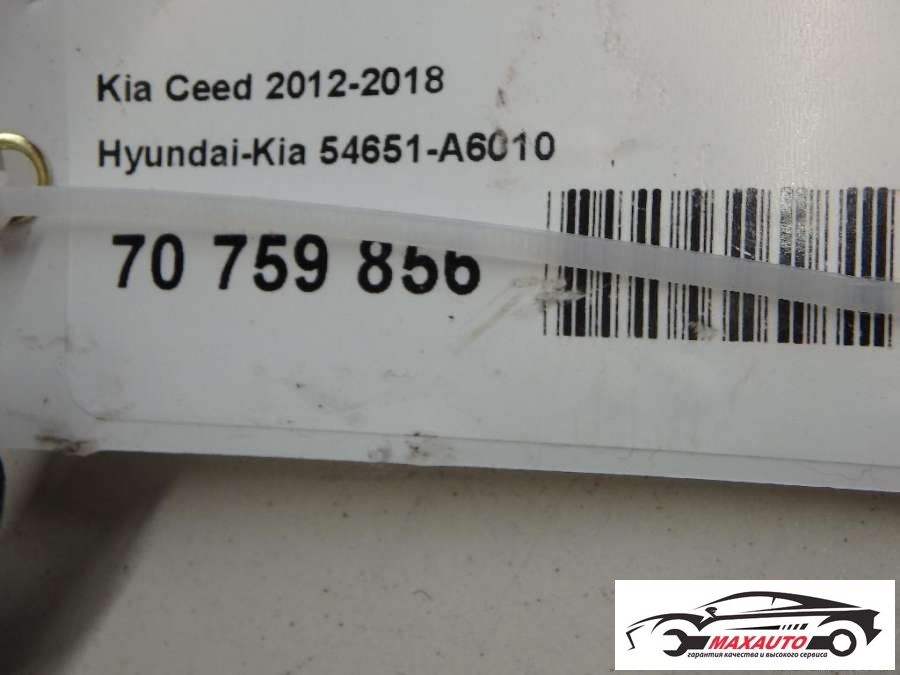 Kia Ceed 2012-2018
Hyundai-Kia 54651-A6010
70 759 856
MAXAUTO
гарантия качества и высокого сервиса